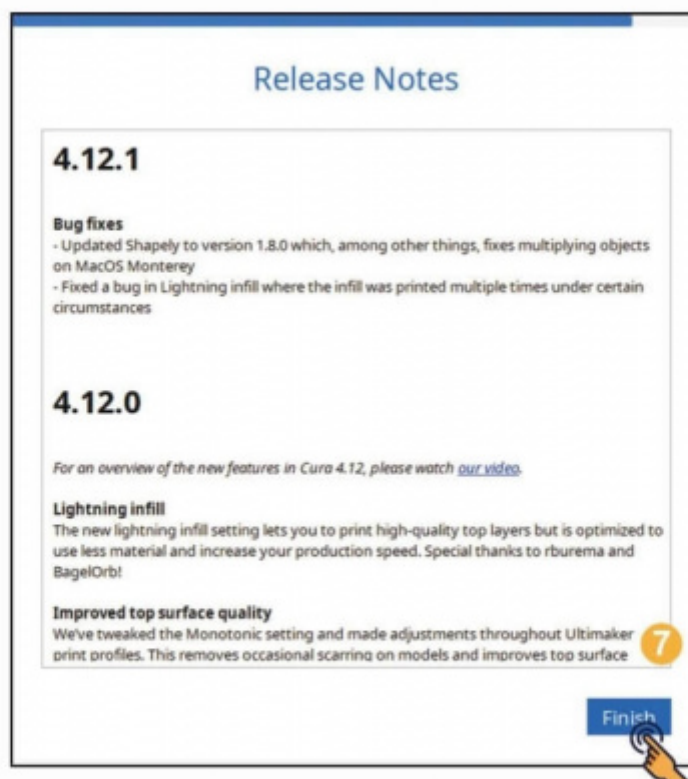 Release Notes
4.12.1
Bug fixes
- Updated Shapely to version 1.8.0 which, among other things, fixes multiplying objects
on MacOS Monterey
- Fixed a bug in Lightning infill where the infill was printed multiple times under certain
circumstances
4.12.0
For an overview of the new features in Cura 4.12, please watch our video.
Lightning infill
The new lightning infill setting lets you to print high-quality top layers but is optimized to
use less material and increase your production speed. Special thanks to rburema and
BagelOrb!
Improved top surface quality
We've tweaked the Monotonic setting and made adjustments throughout Ultimaker
print profiles. This removes occasional scarring on models and improves top surface
7
Finish